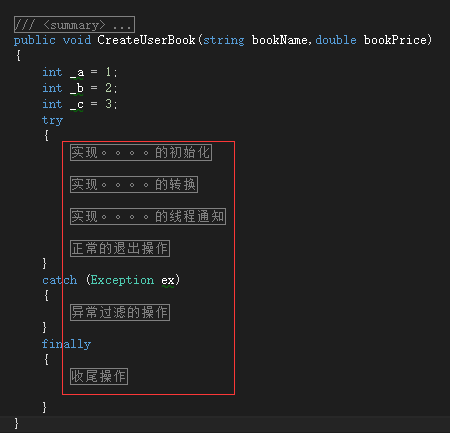 /// <summary> ...
public void CreateUserBook(string bookName,double bookPrice)
{
int _a = 1;
int _b = 2;
int _c = 3;
try
{
实现。。。。的初始化
实现。。。。的转换
实现。。。。的线程通知
正常的退出操作
}
catch (Exception ex)
{
异常过滤的操作
}
finally
{
收尾操作
}
}